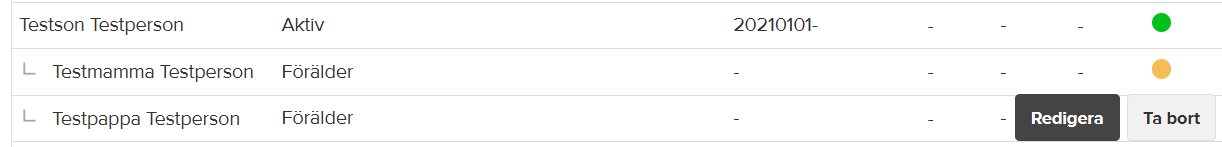 Testson Testperson Aktiv 20210101- - - -
Testmamma Testperson Förälder - - - -
Testpappa Testperson Förälder - - - Redigera Ta bort